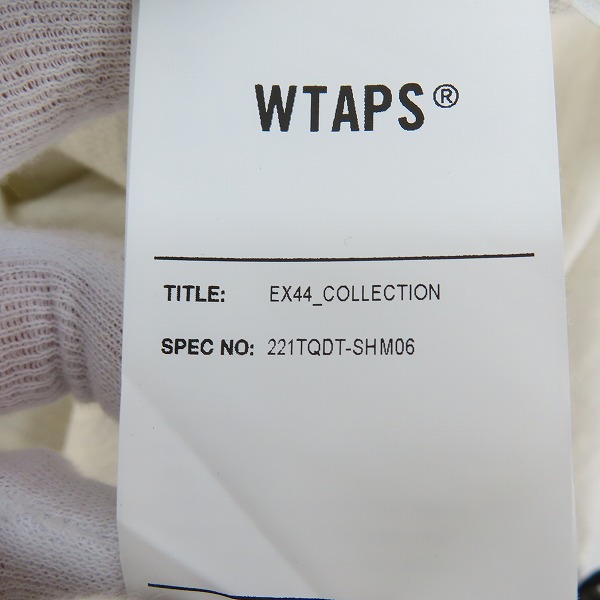 WTAPS®
TITLE: EX44_COLLECTION
SPEC NO: 221TQDT-SHM06